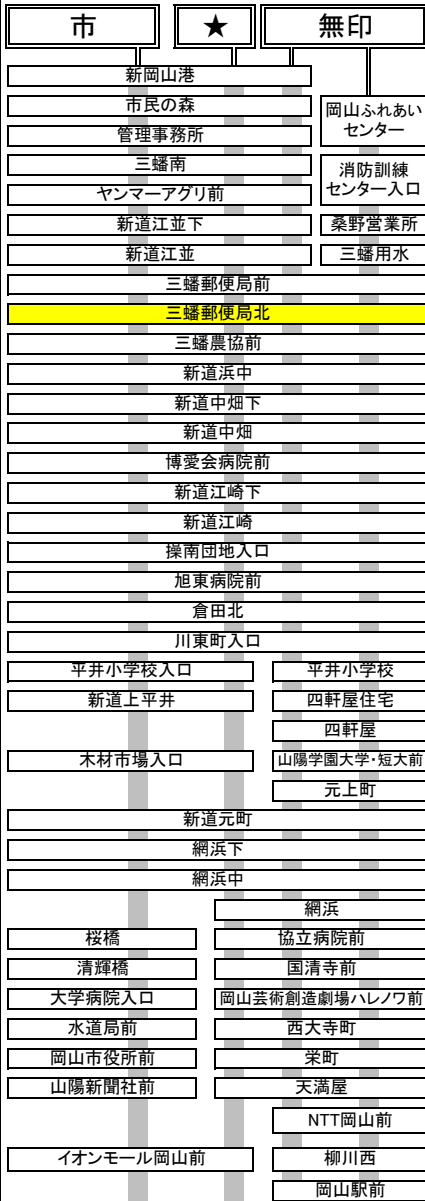 市 ★ 無印
新岡山港
市民の森 岡山ふれあい
センター
管理事務所
三蟠南 消防訓練
センター入口
ヤンマーアグリ前
新道江並下 桑野営業所
新道江並 三蟠用水
三蟠郵便局前
三蟠郵便局北
三蟠農協前
新道浜中
新道中畑下
新道中畑
博愛会病院前
新道江崎下
新道江崎
操南団地入口
旭東病院前
倉田北
川東町入口
平井小学校入口 平井小学校
新道上平井 四軒屋住宅
四軒屋
木材市場入口 山陽学園大学・短大前
元上町
新道元町
網浜下
網浜中
網浜
桜橋 協立病院前
清輝橋 国清寺前
大学病院入口 岡山芸術創造劇場ハレノワ前
水道局前 西大寺町
岡山市役所前 栄町
山陽新聞社前 天満屋
NTT岡山前
イオンモール岡山前 柳川西
岡山駅前